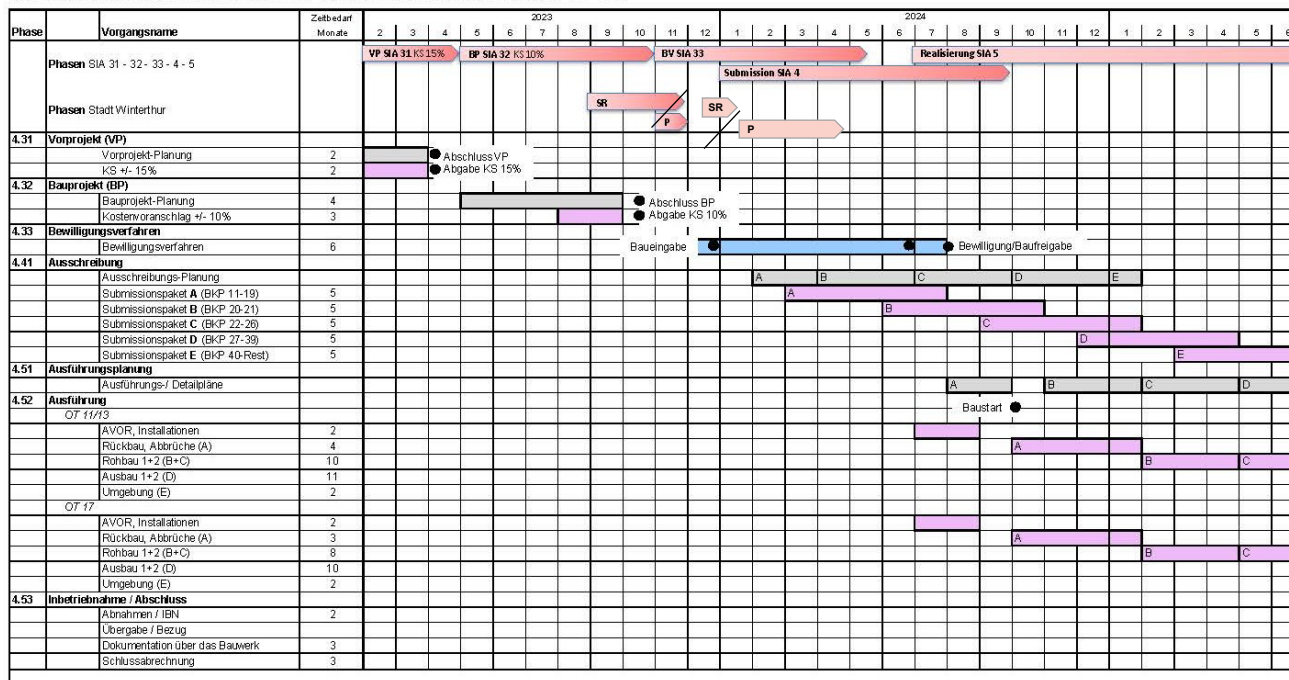 Zeitbedarf 2023 2024
Phase Vorgangsname Monate 2 3 4 5 6 7 8 9 10 11 12 1 2 3 4 5 6 7 8 9 10 11 12 1 2 3 4 5 6
Phasen SIA 31 - 32 - 33 - 4 - 5 VP SIA 31 KS 15% BP SIA 32 KS 10% BV SIA 33 Realisierung SIA 5
Submission SIA 4
Phasen Stadt Winterthur SR SR
P P
4.31 Vorprojekt (VP)
Vorprojekt-Planung 2 Abschluss VP
KS +/- 15% 2 Abgabe KS 15%
4.32 Bauprojekt (BP)
Bauprojekt-Planung 4 Abschluss BP
Kostenvoranschlag +/- 10% 3 Abgabe KS 10%
4.33 Bewilligungsverfahren
Bewilligungsverfahren 6 Baueingabe Bewilligung/Baufreigabe
4.41 Ausschreibung
Ausschreibungs-Planung A B C D E
Submissionspaket A (BKP 11-19) 5 A
Submissionspaket B (BKP 20-21) 5 B
Submissionspaket C (BKP 22-26) 5 C
Submissionspaket D (BKP 27-39) 5 D
Submissionspaket E (BKP 40-Rest) 5 E
4.51 Ausführungsplanung
Ausführungs-/ Detailpläne A B C D
4.52 Ausführung
OT 11/13 Baustart
AVOR, Installationen 2
Rückbau, Abbrüche (A) 4 A
Rohbau 1+2 (B+C) 10 B C
Ausbau 1+2 (D) 11
Umgebung (E) 2
OT 17
AVOR, Installationen 2
Rückbau, Abbrüche (A) 3 A
Rohbau 1+2 (B+C) 8 B C
Ausbau 1+2 (D) 10
Umgebung (E) 2
4.53 Inbetriebnahme / Abschluss
Abnahmen / IBN 2
Übergabe / Bezug
Dokumentation über das Bauwerk 3
Schlussabrechnung 3